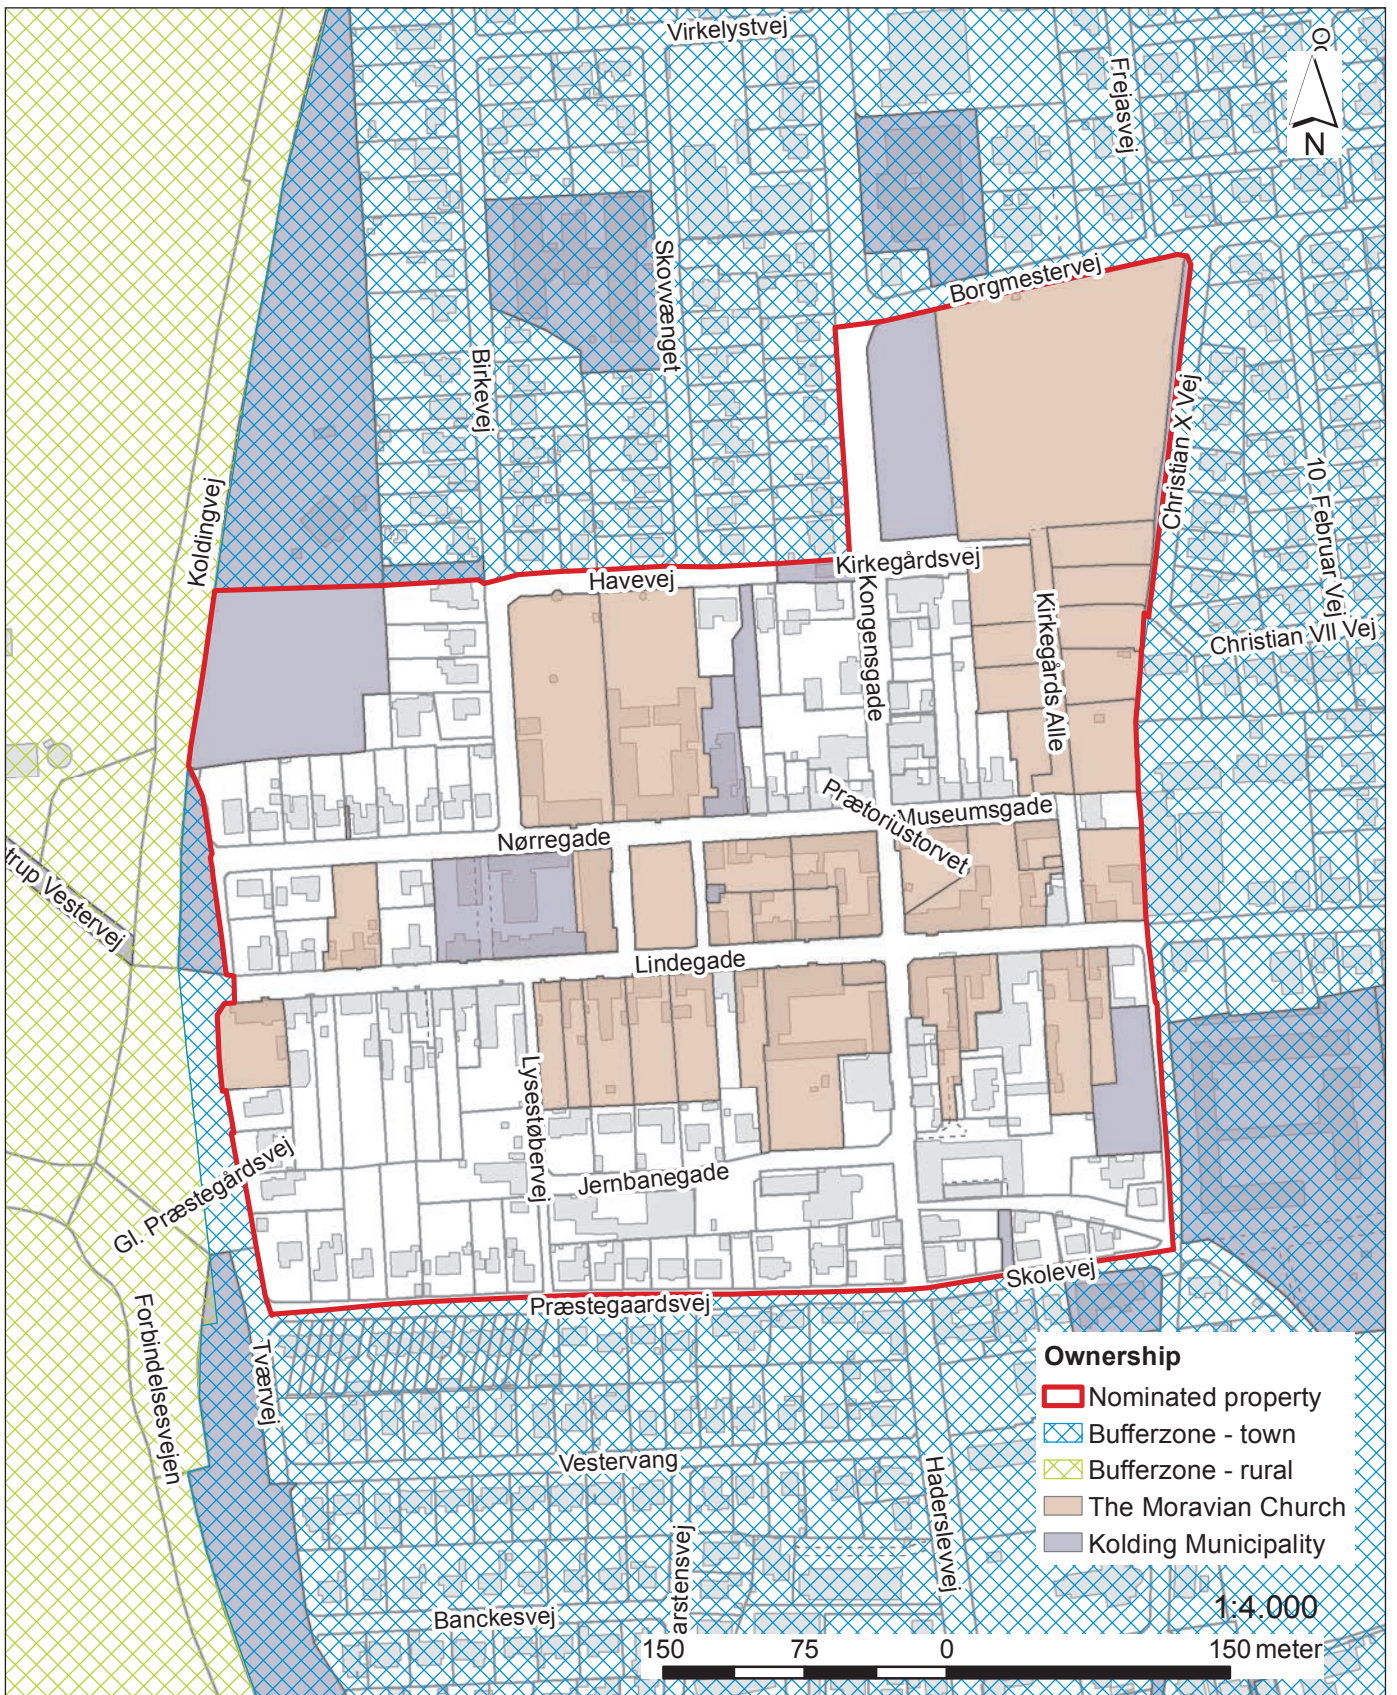 Virkelystvej
Frejasvej
N
Skovvænget
Borgmestervej
Birkevej
Christian X Vej
10. Februar Vej
Koldingvej
Havevej
Kirkegårdsvej
Kongensgade
Kirkegårds Alle
Christian VII Vej
Prætoriustorvet
Museumsgade
Nørregade
trup Vestervej
Lindegade
Lysestøbervej
Jernbanegade
Gl. Præstegårdsvej
Skolevej
Præstegaardsvej
Forbindelsesvejen
Tværvej
Vestervang
Haderslevvej
arstensvej
Banckesvej
Ownership
Nominated property
Bufferzone - town
Bufferzone - rural
The Moravian Church
Kolding Municipality
1:4.000
150 75 0 150 meter